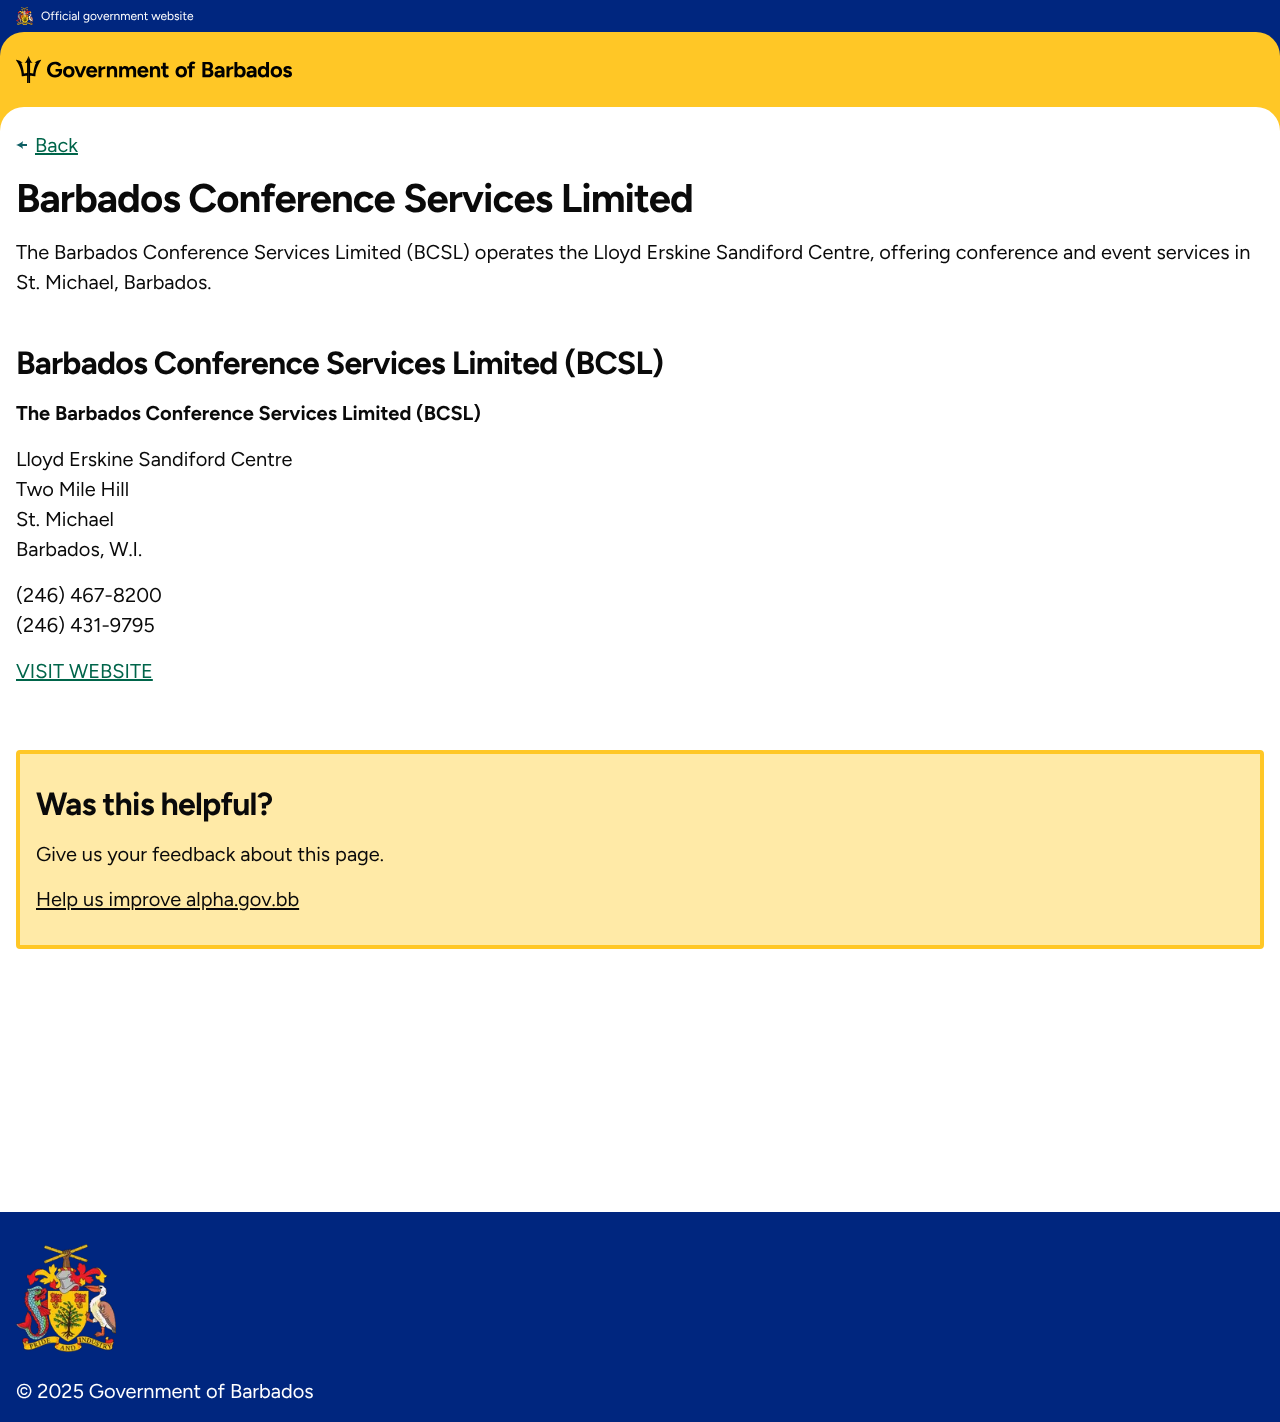 Official government website
Government of Barbados
Back
Barbados Conference Services Limited
The Barbados Conference Services Limited (BCSL) operates the Lloyd Erskine Sandiford Centre, offering conference and event services in
St. Michael, Barbados.
Barbados Conference Services Limited (BCSL)
The Barbados Conference Services Limited (BCSL)
Lloyd Erskine Sandiford Centre
Two Mile Hill
St. Michael
Barbados, W.I.
(246) 467-8200
(246) 431-9795
VISIT WEBSITE
Was this helpful?
Give us your feedback about this page.
Help us improve alpha.gov.bb
PRIDE AND INDUSTRY
© 2025 Government of Barbados